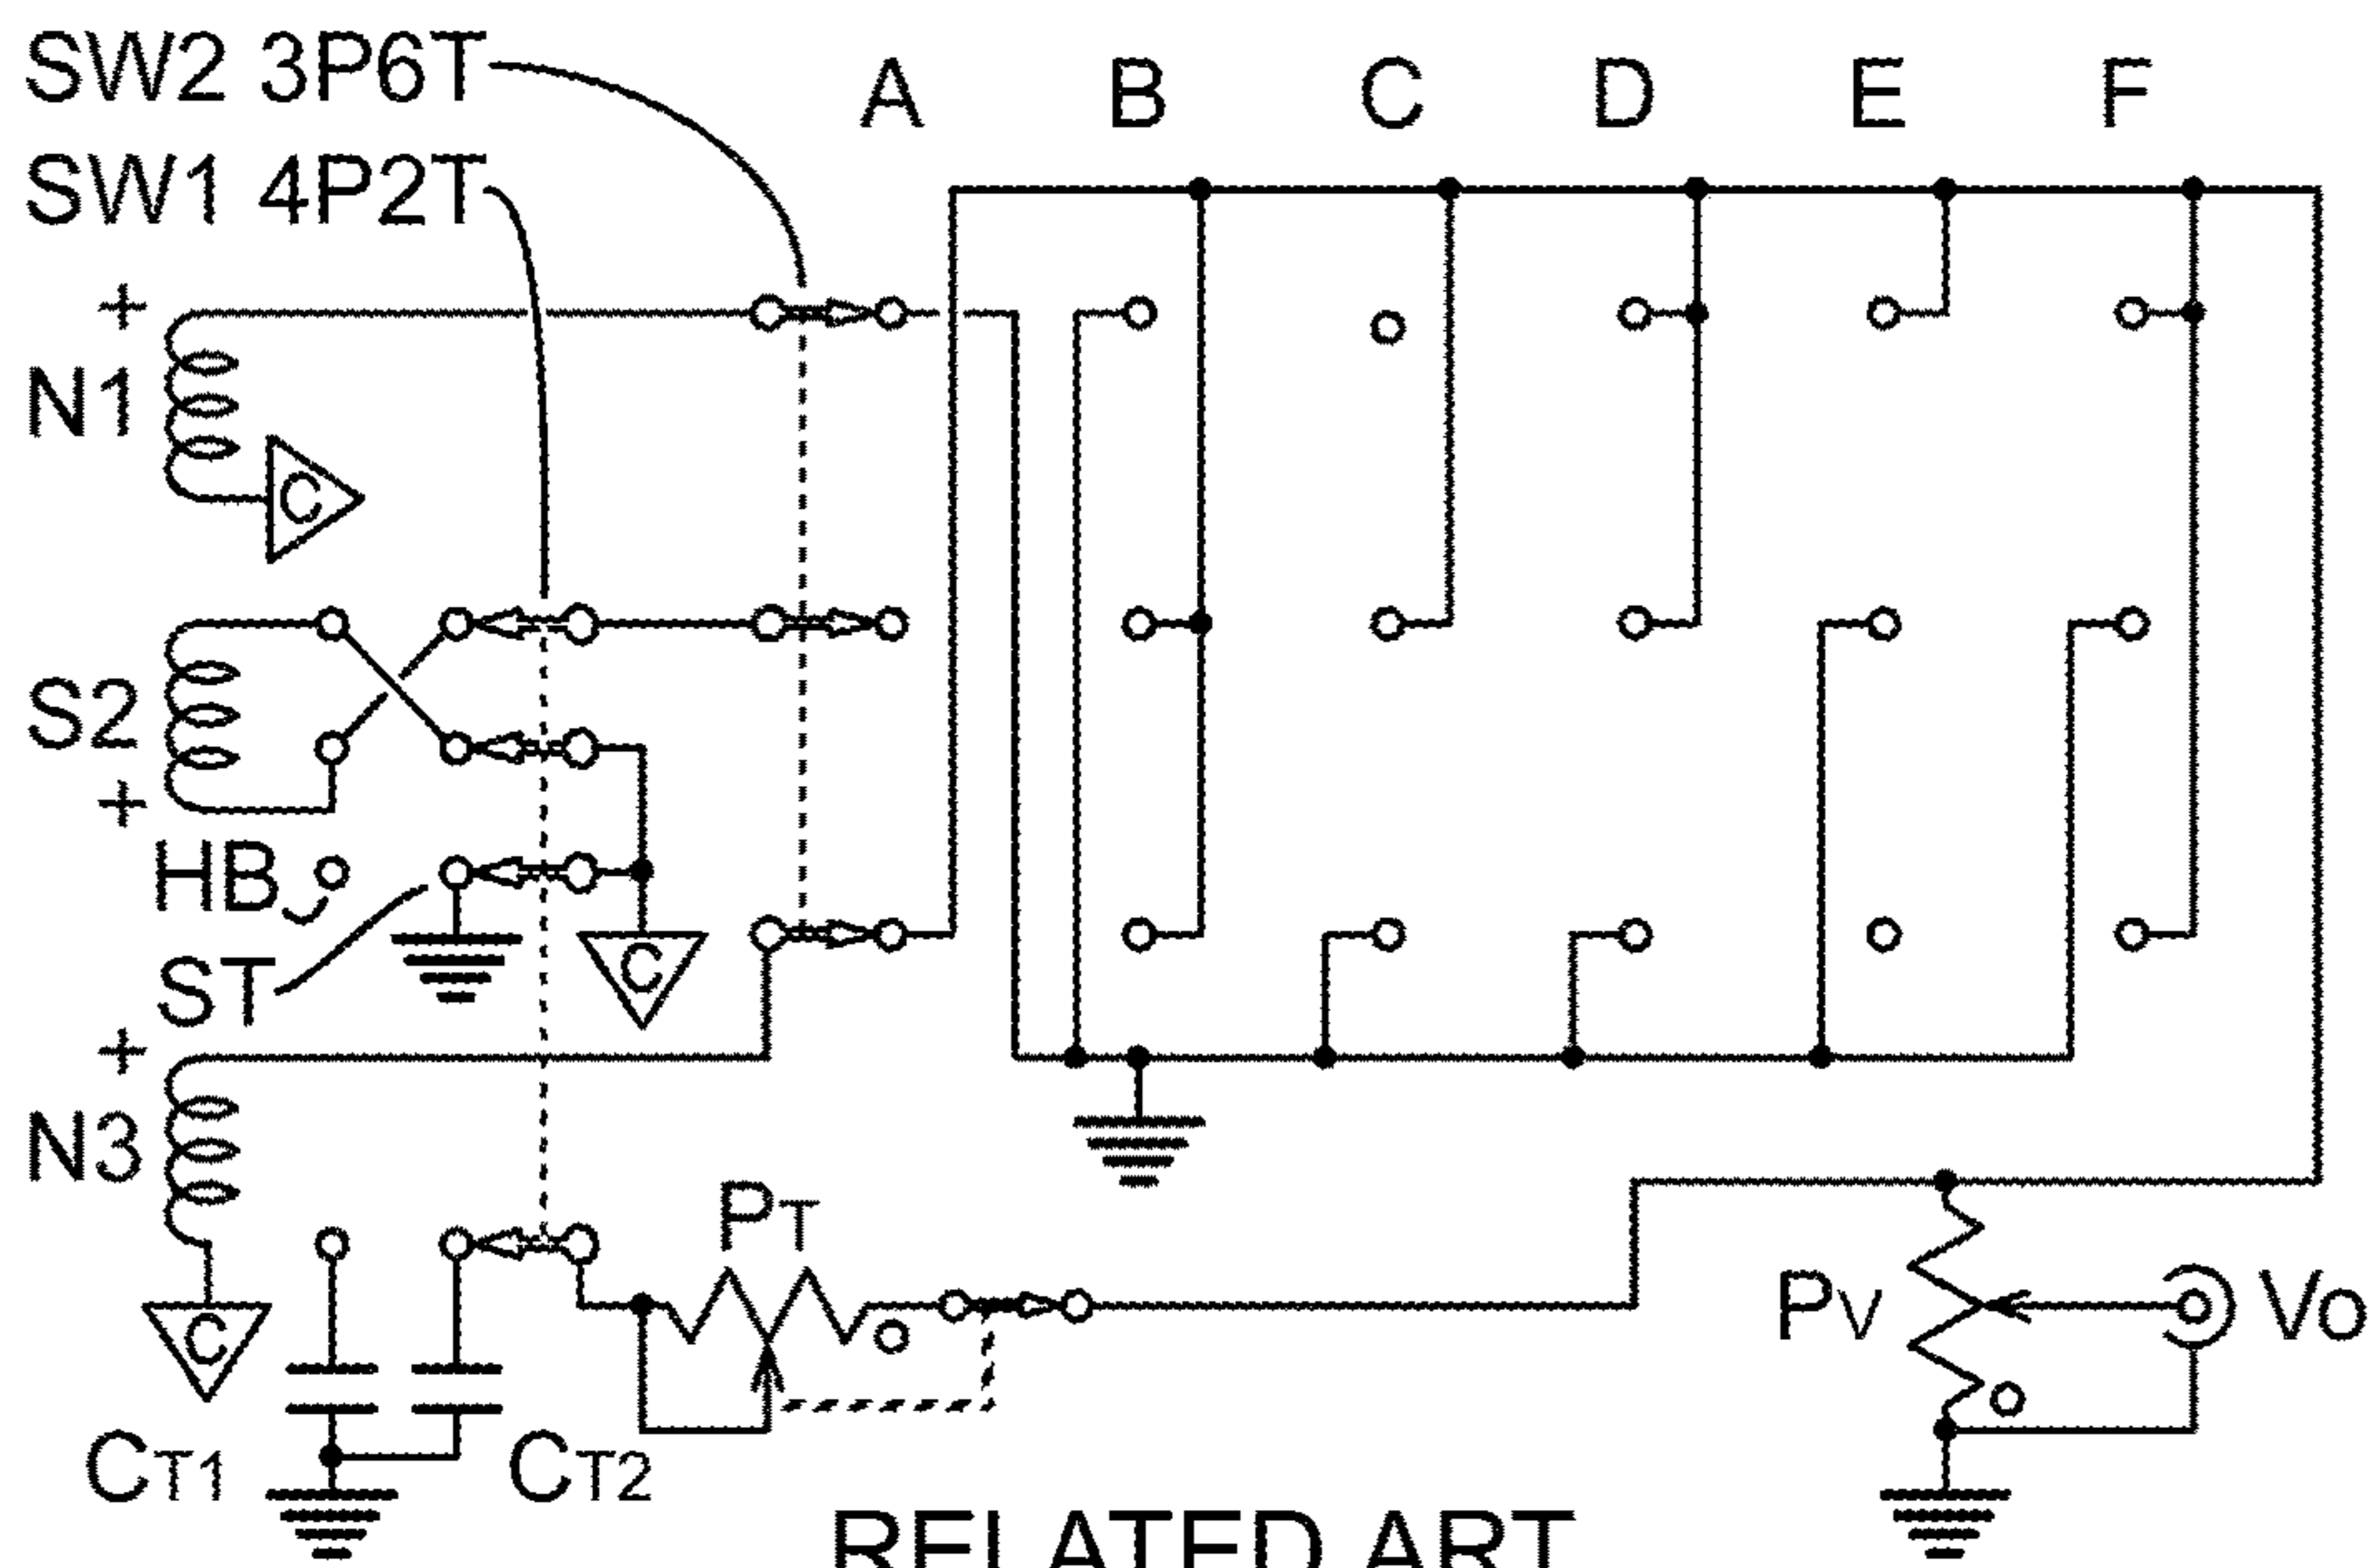 SW2 3P6T
SW1 4P2T
A B C D E F
+
N1
C
S2
+
HB
ST
C
+
N3
C
PT
PV
VO
CT1
CT2
RELATED ART